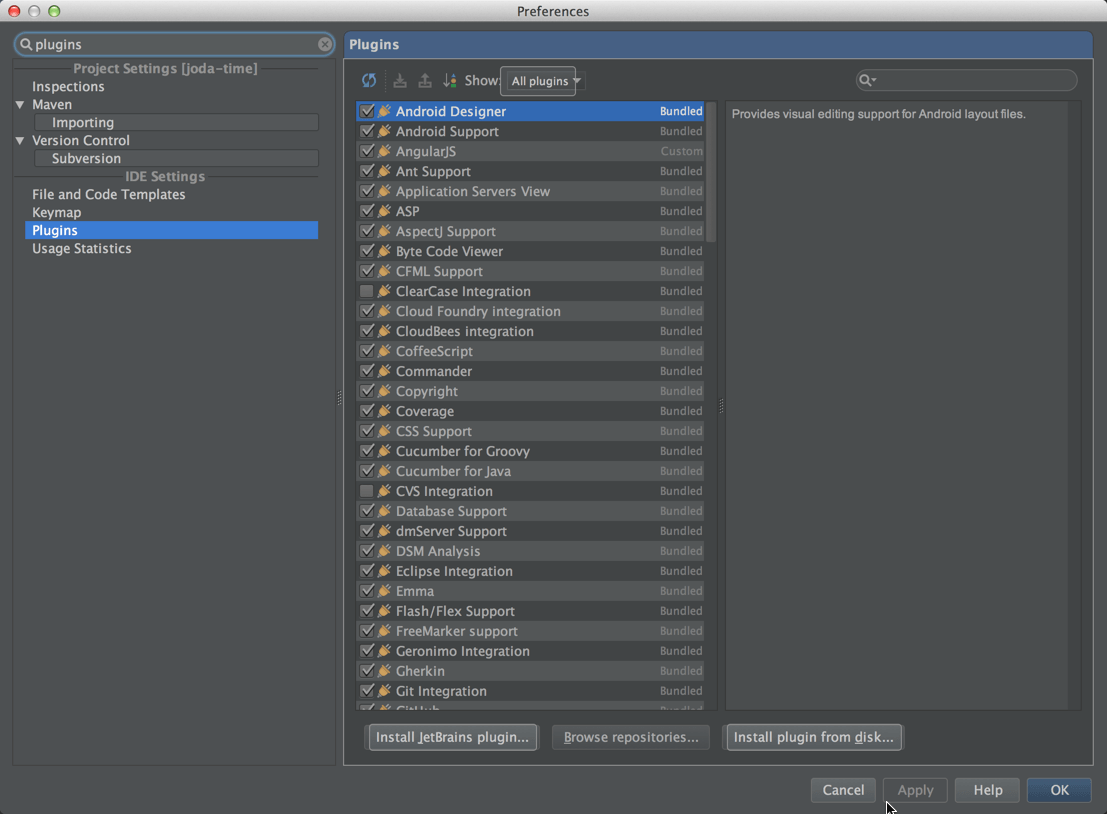 Preferences
plugins
Project Settings [joda-time]
Inspections
Maven
Importing
Version Control
Subversion
IDE Settings
File and Code Templates
Keymap
Plugins
Usage Statistics
Plugins
Show: All plugins
Android Designer Bundled
Android Support Bundled
AngularJS Custom
Ant Support Bundled
Application Servers View Bundled
ASP Bundled
AspectJ Support Bundled
Byte Code Viewer Bundled
CFML Support Bundled
ClearCase Integration Bundled
Cloud Foundry integration Bundled
CloudBees integration Bundled
CoffeeScript Bundled
Commander Bundled
Copyright Bundled
Coverage Bundled
CSS Support Bundled
Cucumber for Groovy Bundled
Cucumber for Java Bundled
CVS Integration Bundled
Database Support Bundled
dmServer Support Bundled
DSM Analysis Bundled
Eclipse Integration Bundled
Emma Bundled
Flash/Flex Support Bundled
FreeMarker support Bundled
Geronimo Integration Bundled
Gherkin Bundled
Git Integration Bundled
GitHub Bundled
Provides visual editing support for Android layout files.
Install JetBrains plugin... Browse repositories... Install plugin from disk...
Cancel Apply Help OK